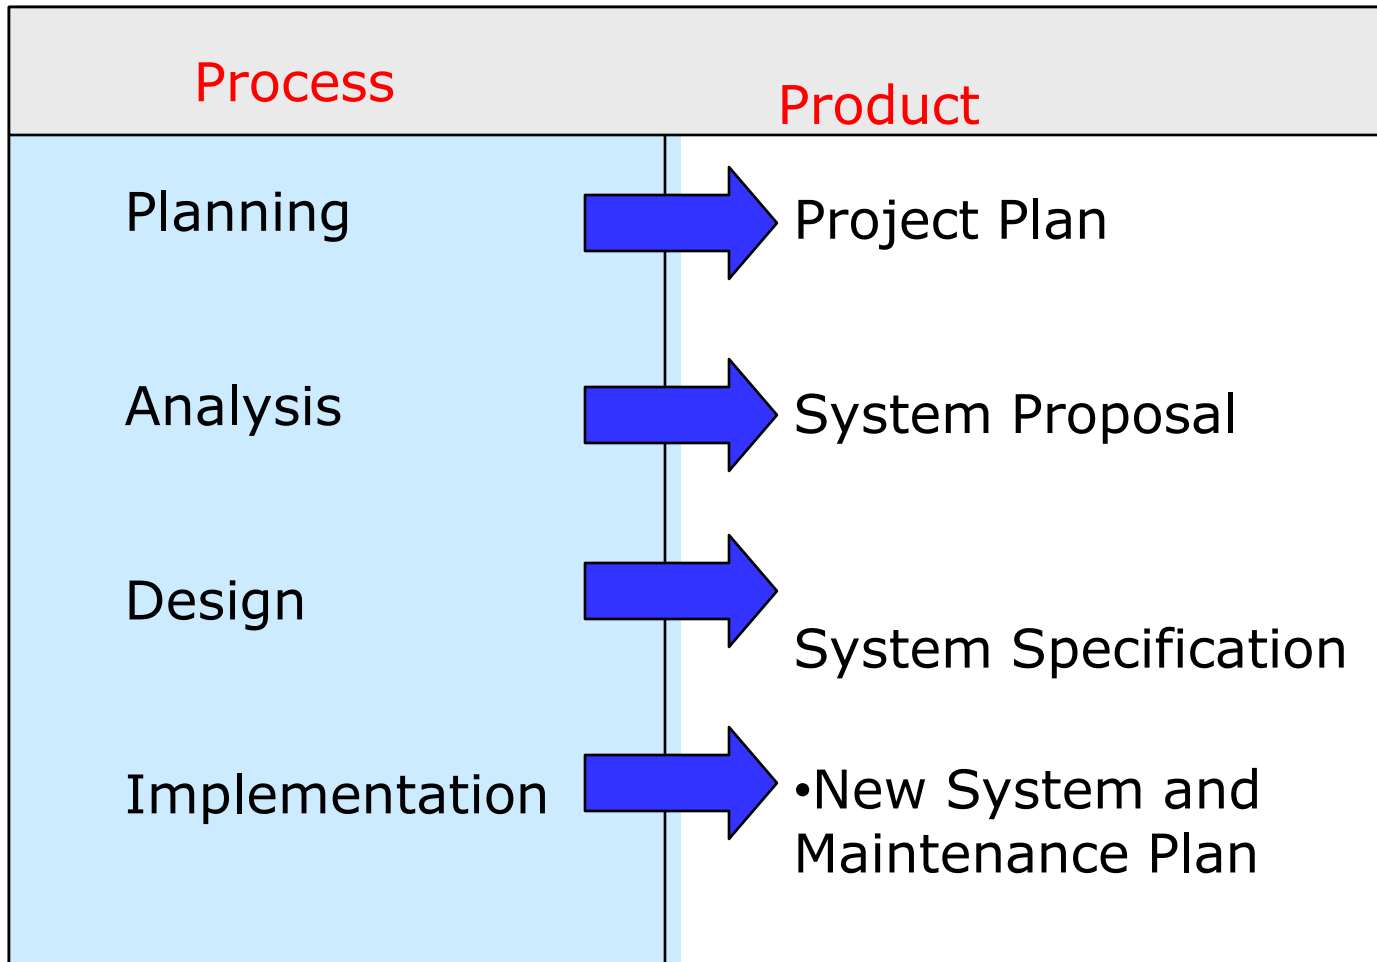 Process
Product
Planning
Project Plan
Analysis
System Proposal
Design
System Specification
Implementation
•New System and
Maintenance Plan